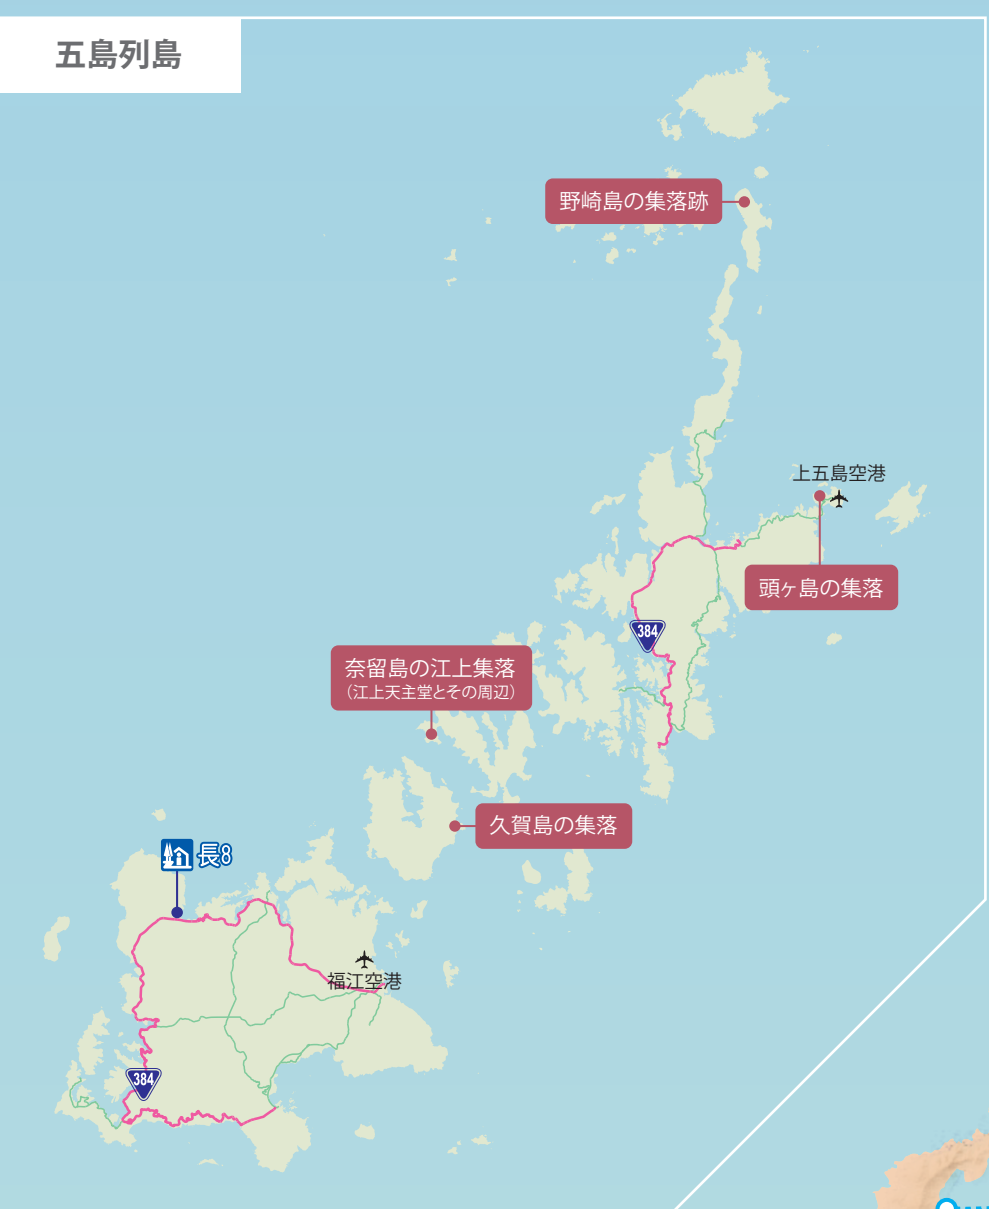 五島列島
野崎島の集落跡
上五島空港
頭ヶ島の集落
384
奈留島の江上集落
（江上天主堂とその周辺）
久賀島の集落
長8
福江空港
384